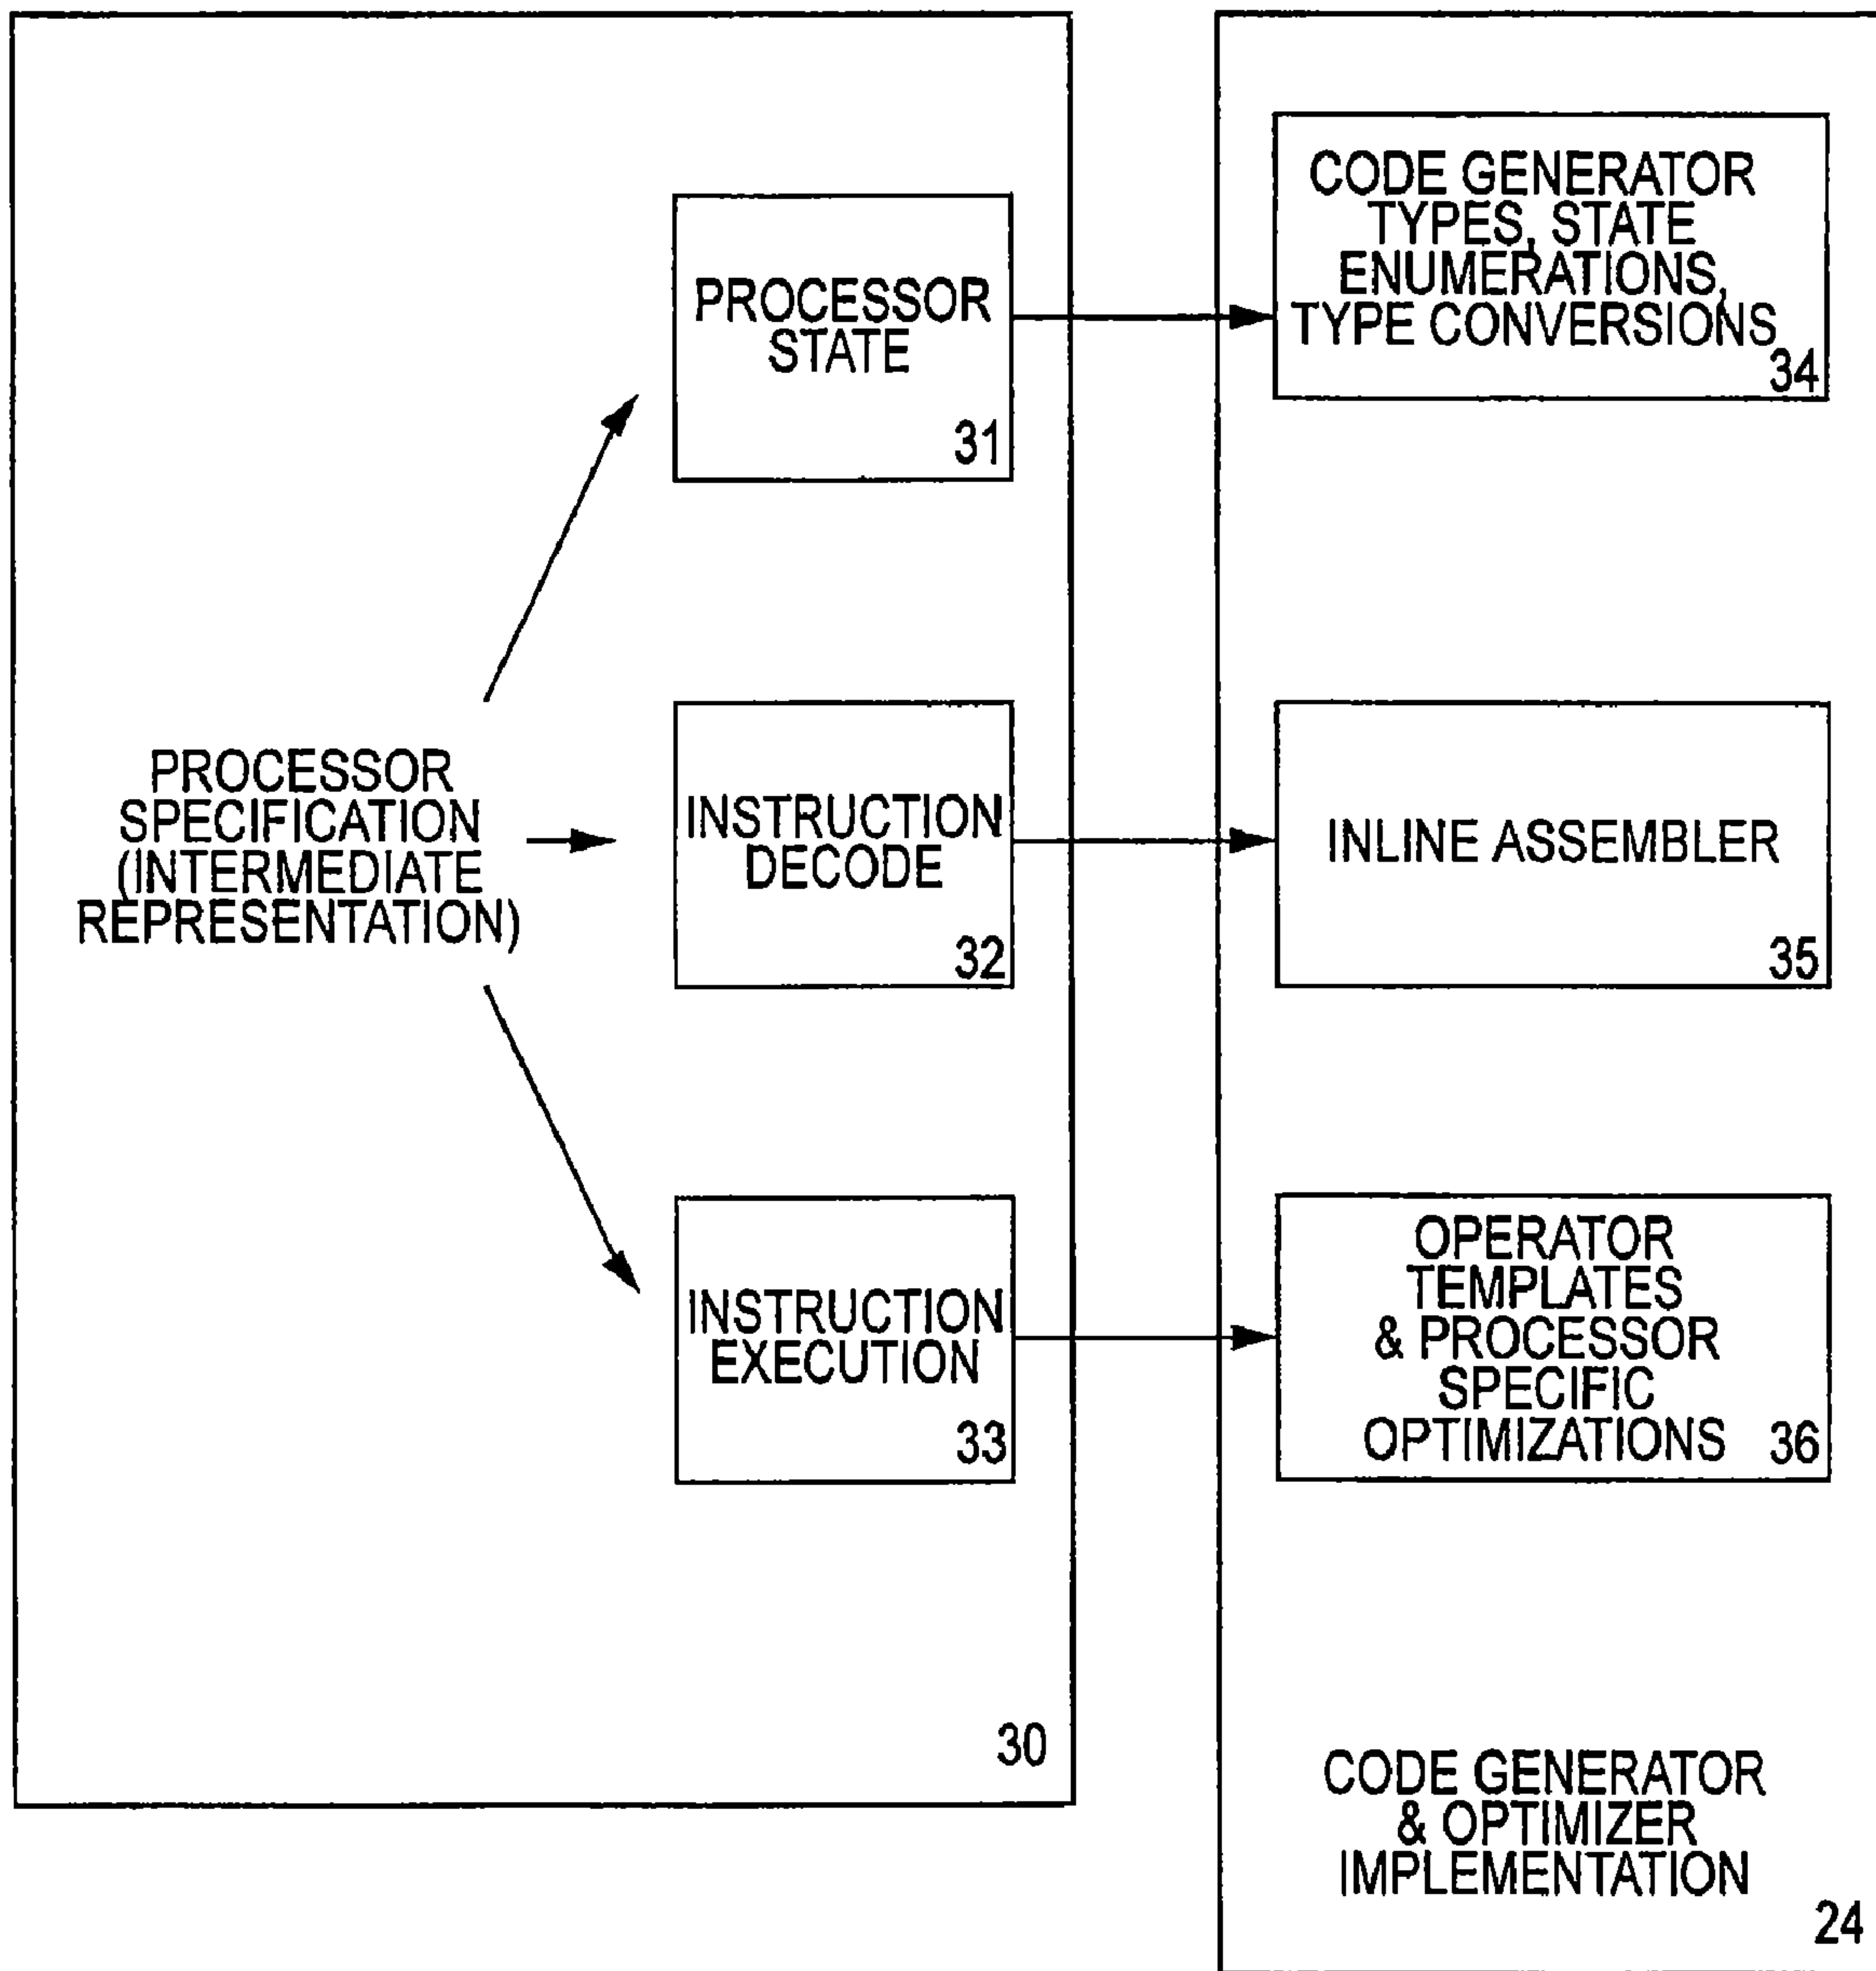 PROCESSOR
SPECIFICATION
(INTERMEDIATE
REPRESENTATION)
PROCESSOR
STATE
31
INSTRUCTION
DECODE
32
INSTRUCTION
EXECUTION
33
30
CODE GENERATOR
TYPES, STATE
ENUMERATIONS,
TYPE CONVERSIONS
34
INLINE ASSEMBLER
35
OPERATOR
TEMPLATES
& PROCESSOR
SPECIFIC
OPTIMIZATIONS 36
CODE GENERATOR
& OPTIMIZER
IMPLEMENTATION
24